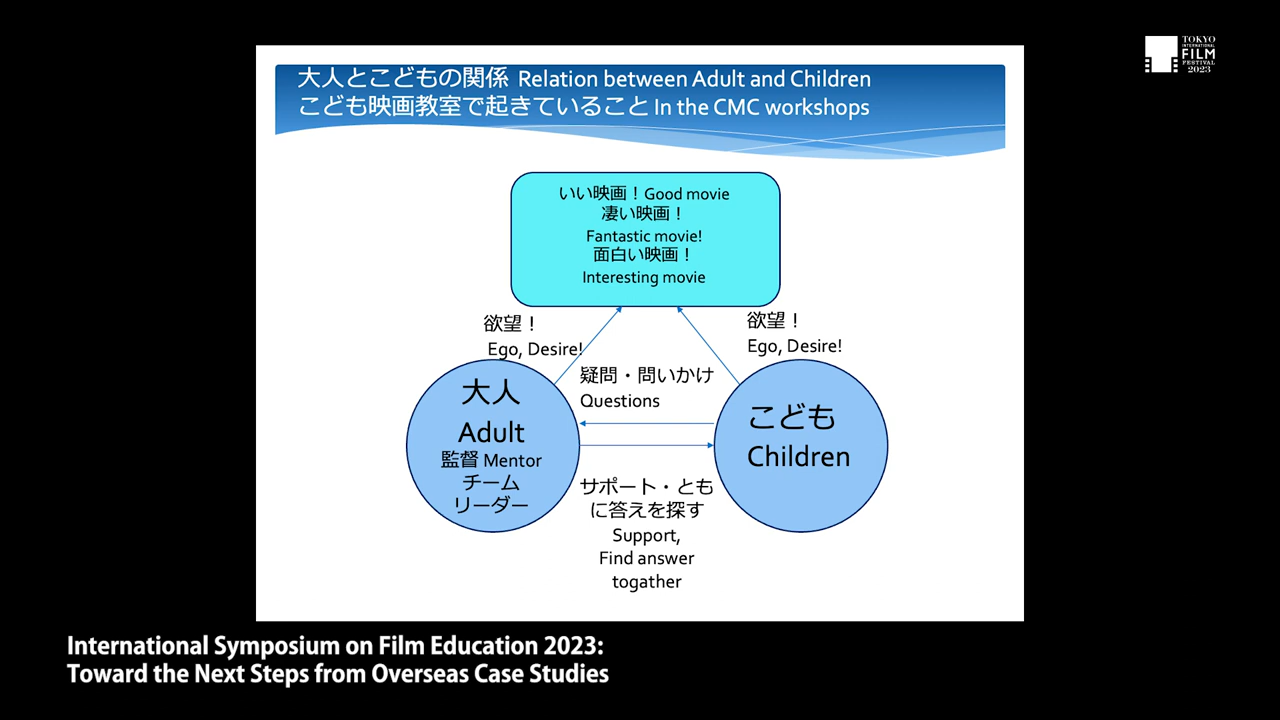 TOKYO
INTERNATIONAL
FILM
FESTIVAL
2023
大人とこどもの関係 Relation between Adult and Children
こども映画教室で起きていること In the CMC workshops
いい映画！Good movie
凄い映画！
Fantastic movie!
面白い映画！
Interesting movie
欲望！
Ego, Desire!
欲望！
Ego, Desire!
大人
Adult
監督 Mentor
チーム
リーダー
疑問・問いかけ
Questions
こども
Children
サポート・とも
に答えを探す
Support,
Find answer
togather
International Symposium on Film Education 2023:
Toward the Next Steps from Overseas Case Studies